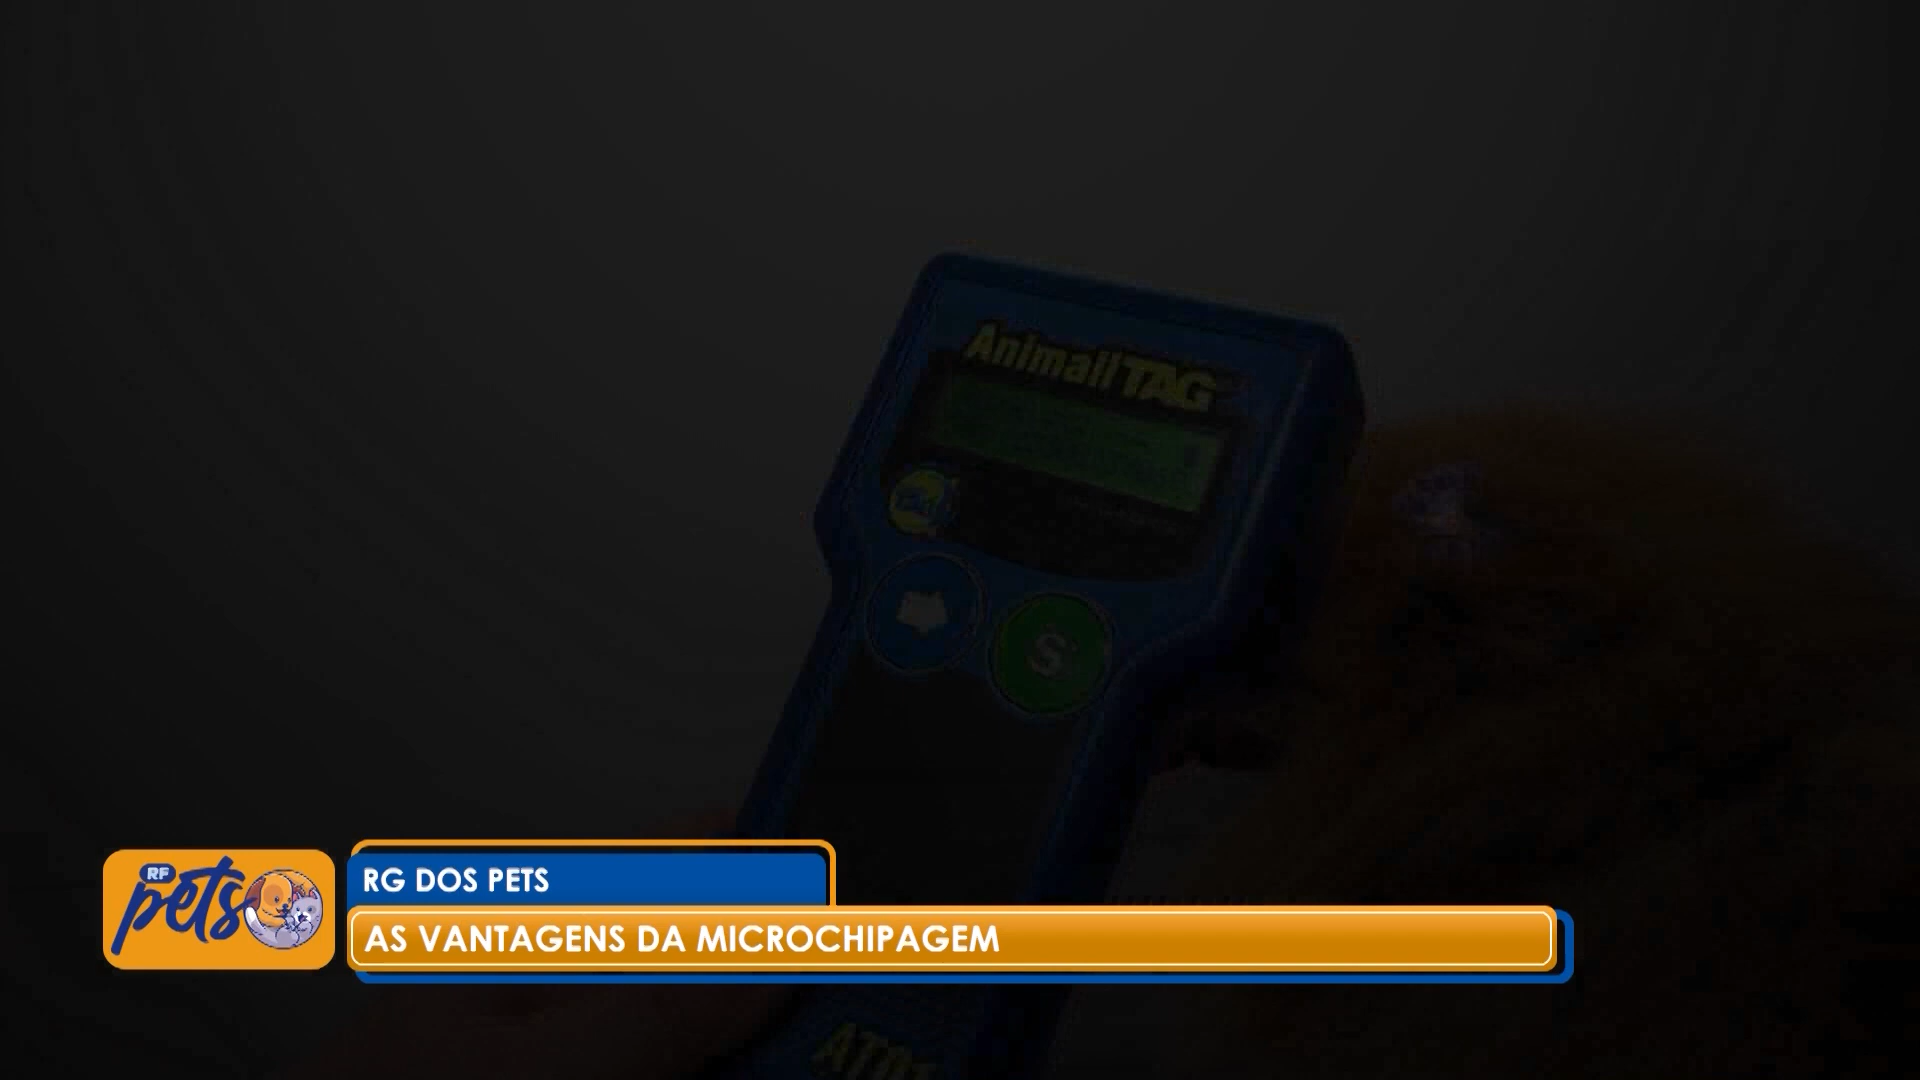 AnimallTAG
S
RF
pets
RG DOS PETS
AS VANTAGENS DA MICROCHIPAGEM